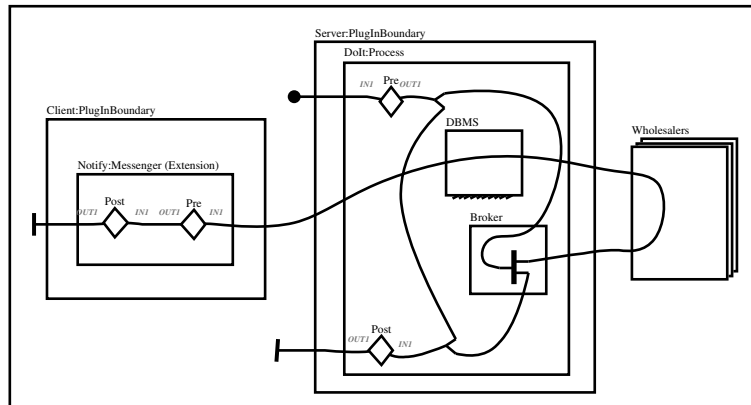 Server:PlugInBoundary
DoIt:Process
IN1 Pre OUT1
Client:PlugInBoundary
DBMS
Wholesalers
Notify:Messenger (Extension)
Post Pre
OUT1 IN1 OUT1 IN1
Broker
Post
OUT1 IN1